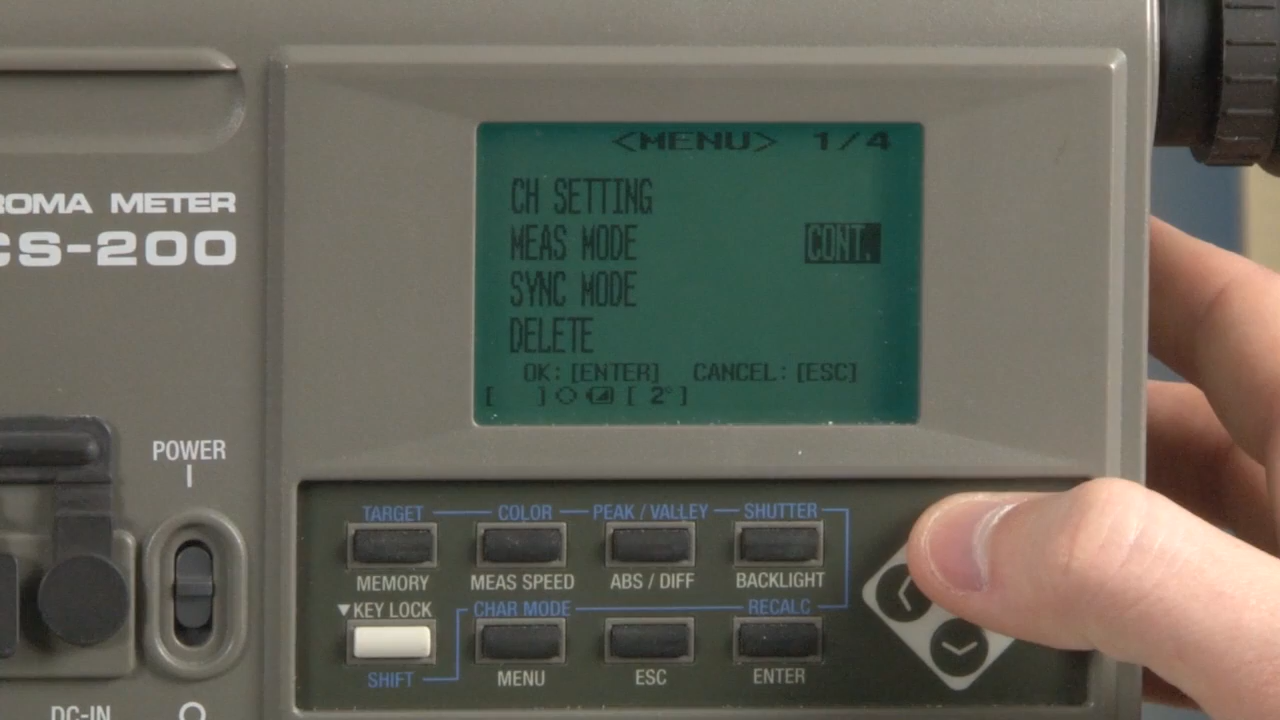 <MENU> 1/4
CH SETTING
MEAS MODE CONT.
SYNC MODE
DELETE
OK:[ENTER] CANCEL:[ESC]
[ ] [ 2°]
ROMA METER
CS-200
POWER
I
TARGET COLOR PEAK / VALLEY SHUTTER
MEMORY MEAS SPEED ABS / DIFF BACKLIGHT
▼KEY LOCK CHAR MODE RECALC
SHIFT MENU ESC ENTER
DC-IN